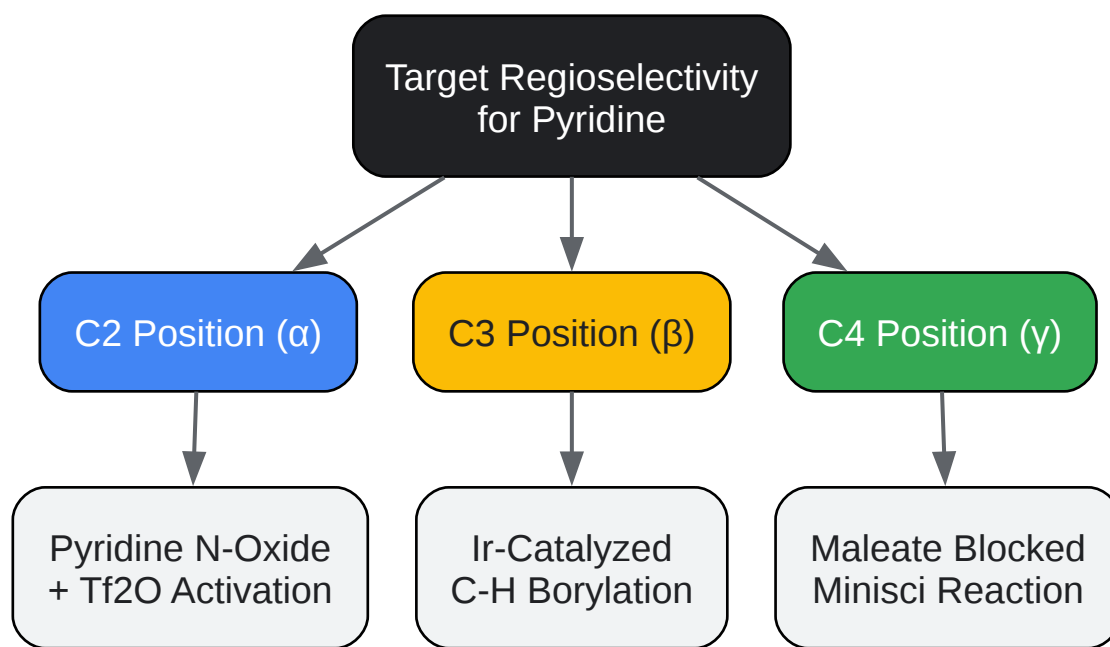 Target Regioselectivity
for Pyridine
C2 Position (α)
C3 Position (β)
C4 Position (γ)
Pyridine N-Oxide
+ Tf2O Activation
Ir-Catalyzed
C-H Borylation
Maleate Blocked
Minisci Reaction